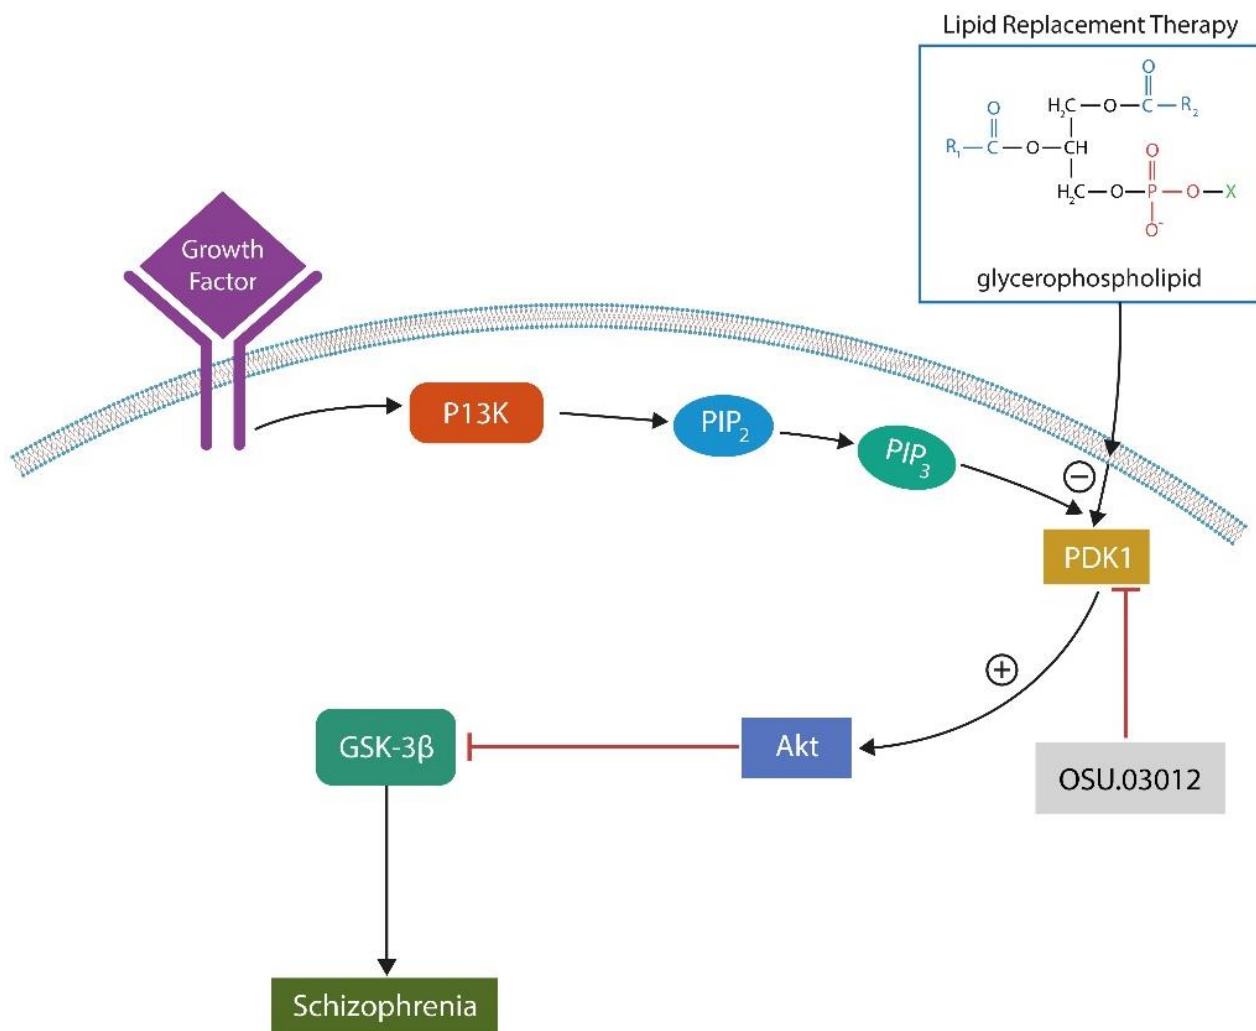 Lipid Replacement Therapy
O
O
H₂C—O—C—R₂
R₁—C—O—CH
O
H₂C—O—P—O—X
O⁻
glycerophospholipid
Growth
Factor
P13K
PIP₂
PIP₃
−
PDK1
+
GSK-3β
Akt
OSU.03012
Schizophrenia